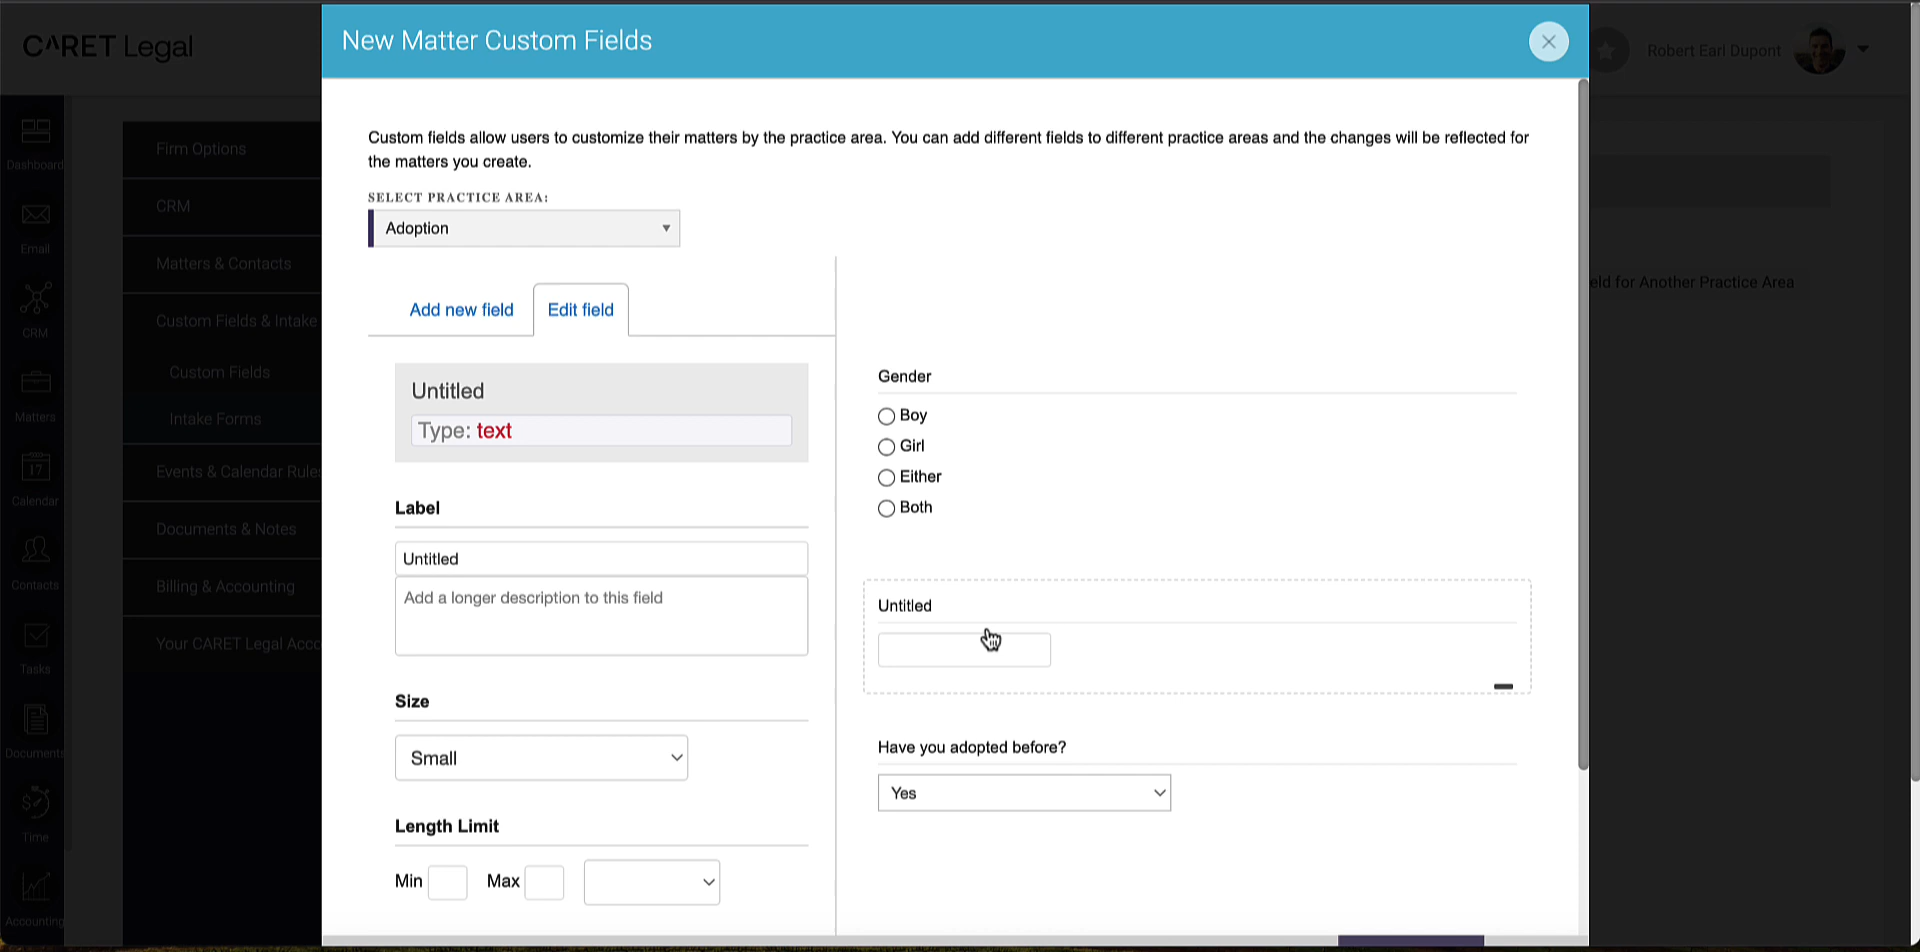 CARET Legal
New Matter Custom Fields
Robert Earl Dupont
Dashboard
Email
CRM
Matters
17
Calendar
Contacts
Tasks
Documents
Time
Accounting
Firm Options
CRM
Matters & Contacts
Custom Fields & Intake
Custom Fields
Intake Forms
Events & Calendar Rules
Documents & Notes
Billing & Accounting
Your CARET Legal Acco
Custom fields allow users to customize their matters by the practice area. You can add different fields to different practice areas and the changes will be reflected for
the matters you create.
SELECT PRACTICE AREA:
Adoption
Add new field
Edit field
Untitled
Type: text
Label
Untitled
Add a longer description to this field
Size
Small
Length Limit
Min
Max
Gender
Boy
Girl
Either
Both
Untitled
Have you adopted before?
Yes
eld for Another Practice Area